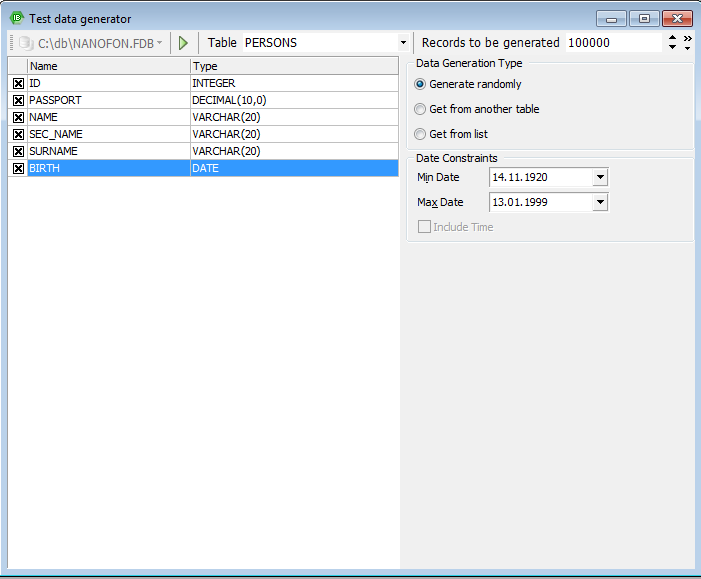 Test data generator
C:\db\NANOFON.FDB Table PERSONS Records to be generated 100000
Name Type
ID INTEGER
PASSPORT DECIMAL(10,0)
NAME VARCHAR(20)
SEC_NAME VARCHAR(20)
SURNAME VARCHAR(20)
BIRTH DATE
Data Generation Type
Generate randomly
Get from another table
Get from list
Date Constraints
Min Date 14.11.1920
Max Date 13.01.1999
Include Time